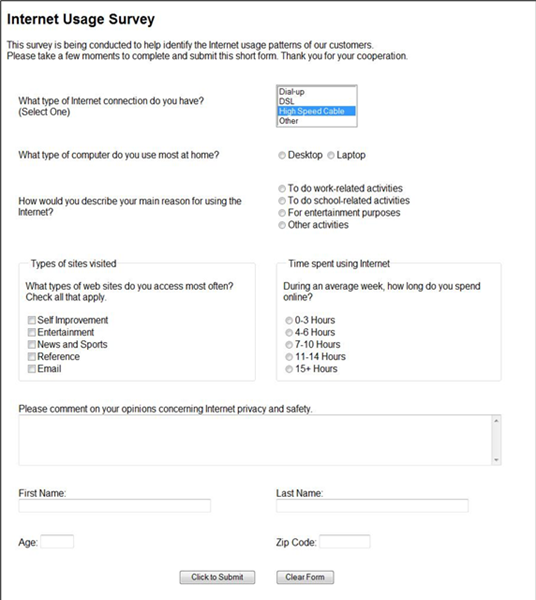 Internet Usage Survey
This survey is being conducted to help identify the Internet usage patterns of our customers.
Please take a few moments to complete and submit this short form. Thank you for your cooperation.
What type of Internet connection do you have?
(Select One)
Dial-up
DSL
High Speed Cable
Other
What type of computer do you use most at home?
Desktop Laptop
How would you describe your main reason for using the
Internet?
To do work-related activities
To do school-related activities
For entertainment purposes
Other activities
Types of sites visited
What types of web sites do you access most often?
Check all that apply.
Self Improvement
Entertainment
News and Sports
Reference
Email
Time spent using Internet
During an average week, how long do you spend
online?
0-3 Hours
4-6 Hours
7-10 Hours
11-14 Hours
15+ Hours
Please comment on your opinions concerning Internet privacy and safety.
First Name:
Last Name:
Age:
Zip Code:
Click to Submit
Clear Form